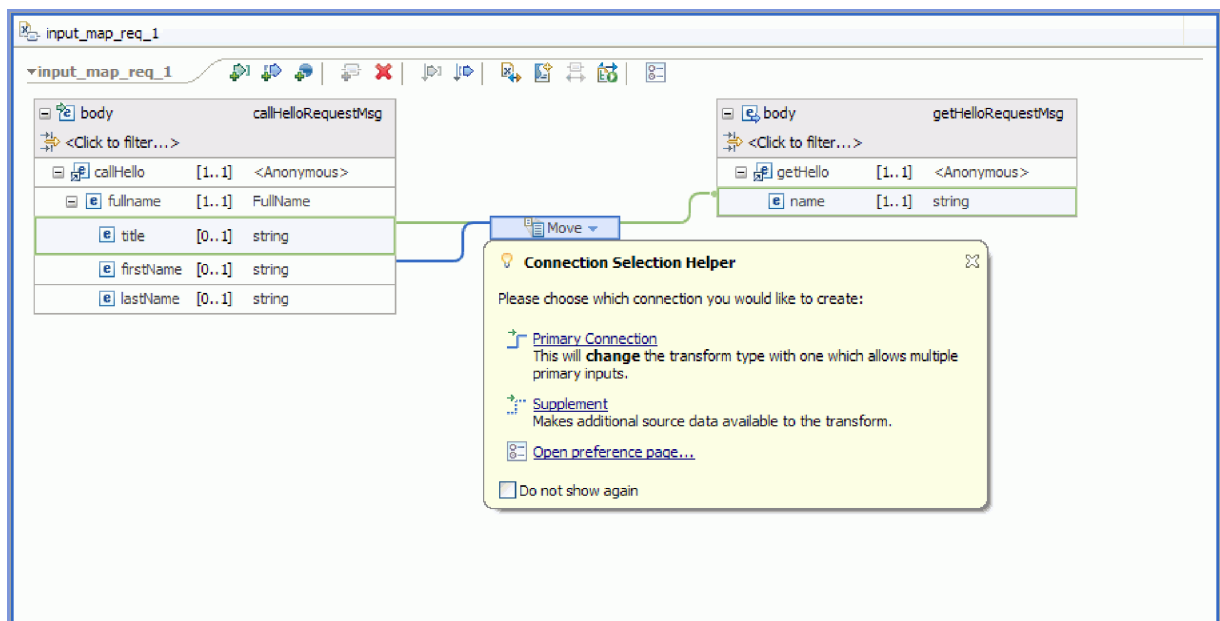 input_map_req_1
input_map_req_1
body callHelloRequestMsg
<Click to filter...>
callHello [1..1] <Anonymous>
fullname [1..1] FullName
title [0..1] string
firstName [0..1] string
lastName [0..1] string
Move
body getHelloRequestMsg
<Click to filter...>
getHello [1..1] <Anonymous>
name [1..1] string
Connection Selection Helper
Please choose which connection you would like to create:
Primary Connection
This will change the transform type with one which allows multiple
primary inputs.
Supplement
Makes additional source data available to the transform.
Open preference page...
Do not show again